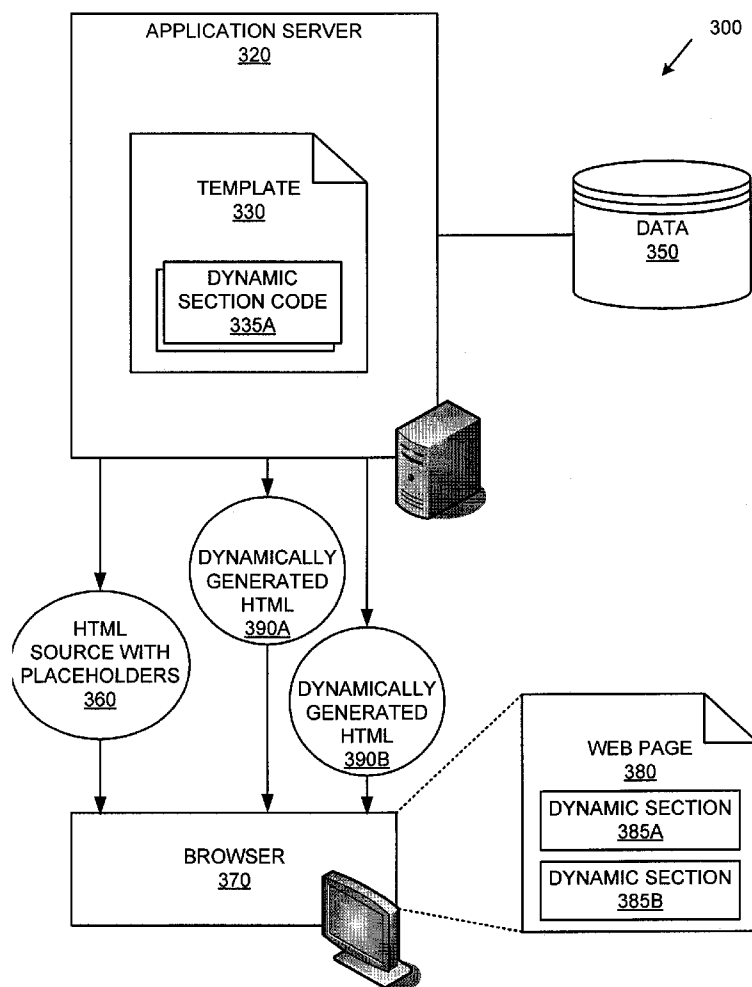 APPLICATION SERVER
320
300
TEMPLATE
330
DYNAMIC
SECTION CODE
335A
DATA
350
DYNAMICALLY
GENERATED
HTML
390A
HTML
SOURCE WITH
PLACEHOLDERS
360
DYNAMICALLY
GENERATED
HTML
390B
WEB PAGE
380
DYNAMIC SECTION
385A
DYNAMIC SECTION
385B
BROWSER
370